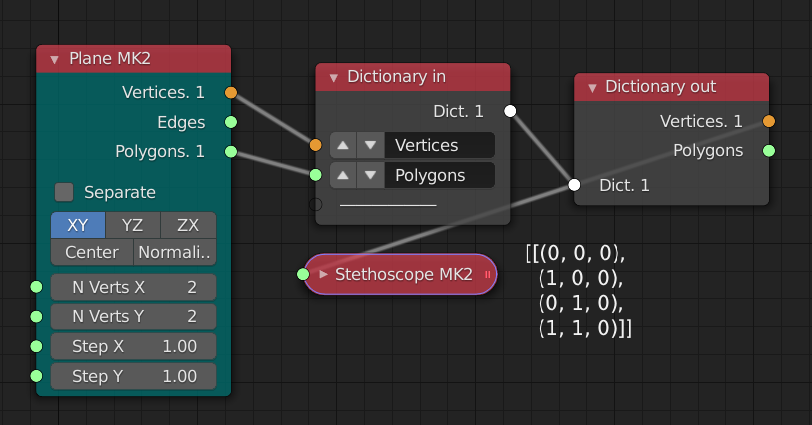 Plane MK2
Vertices. 1
Edges
Polygons. 1
Separate
XY YZ ZX
Center Normali..
N Verts X 2
N Verts Y 2
Step X 1.00
Step Y 1.00
Dictionary in
Dict. 1
Vertices
Polygons
Dictionary out
Vertices. 1
Polygons
Dict. 1
Stethoscope MK2
[[(0, 0, 0),
(1, 0, 0),
(0, 1, 0),
(1, 1, 0)]]